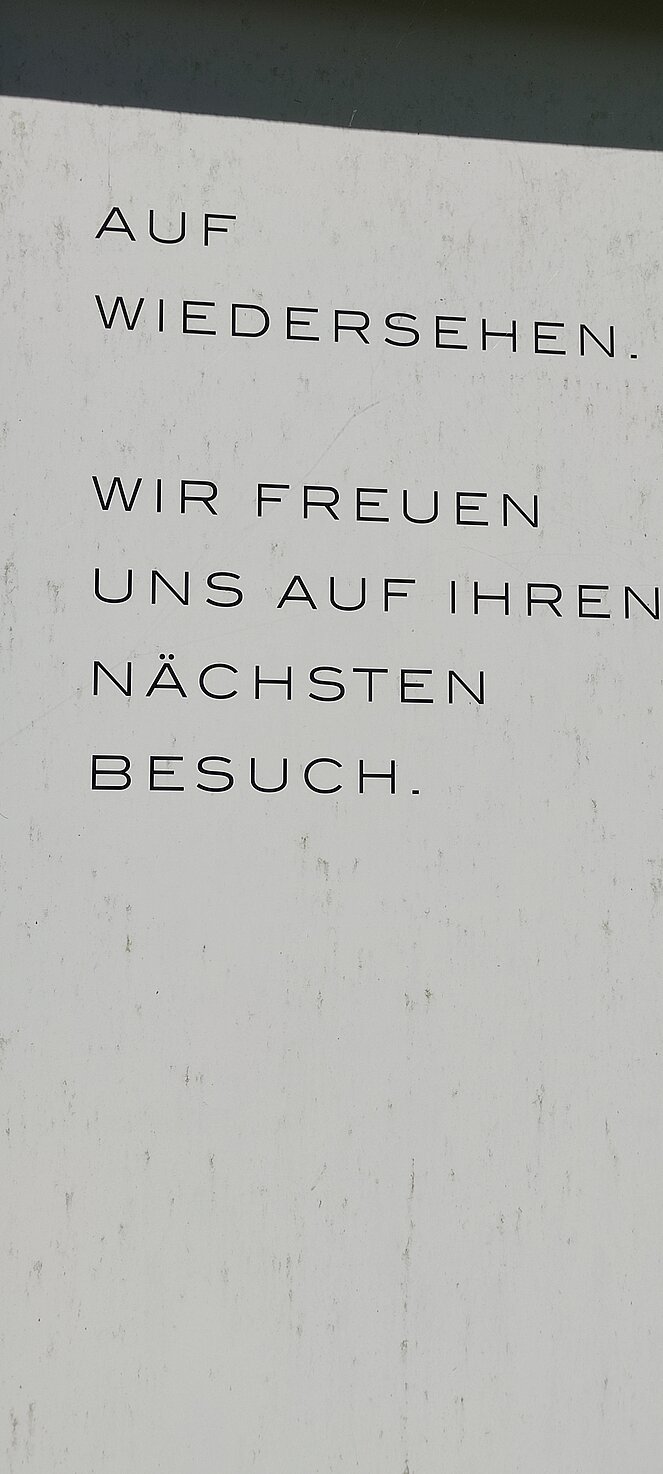 AUF
WIEDERSEHEN.
WIR FREUEN
UNS AUF IHREN
NÄCHSTEN
BESUCH.